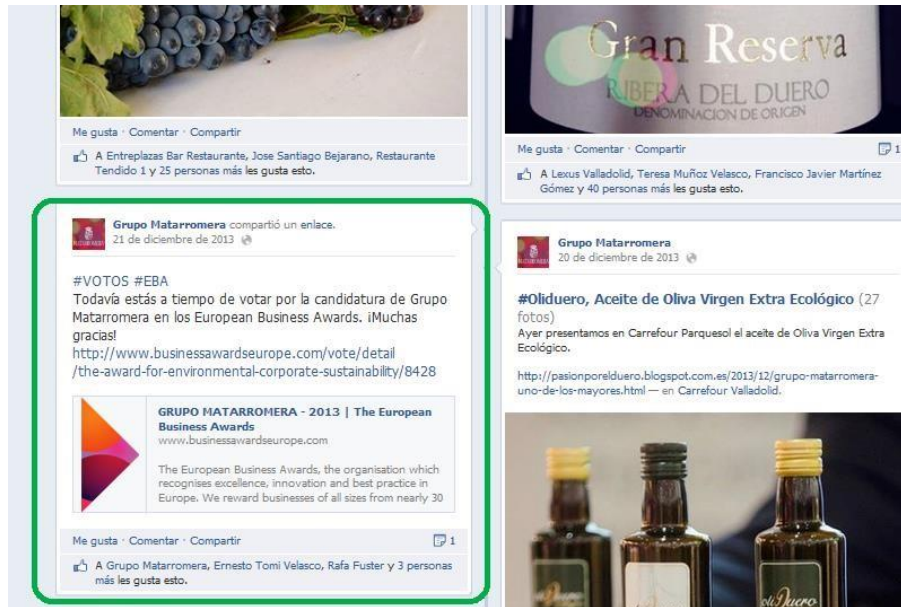 Me gusta · Comentar · Compartir
A Entreplazas Bar Restaurante, Jose Santiago Bejarano, Restaurante
Tendido 1 y 25 personas más les gusta esto.
Grupo Matarromera compartió un enlace.
21 de diciembre de 2013
#VOTOS #EBA
Todavía estás a tiempo de votar por la candidatura de Grupo
Matarromera en los European Business Awards. ¡Muchas
gracias!
http://www.businessawardseurope.com/vote/detail
/the-award-for-environmental-corporate-sustainability/8428
GRUPO MATARROMERA - 2013 | The European
Business Awards
www.businessawardseurope.com
The European Business Awards, the organisation which
recognises excellence, innovation and best practice in
Europe. We reward businesses of all sizes from nearly 30
Me gusta · Comentar · Compartir
1
A Grupo Matarromera, Ernesto Tomi Velasco, Rafa Fuster y 3 personas
más les gusta esto.
Gran Reserva
RIBERA DEL DUERO
DENOMINACION DE ORIGEN
Me gusta · Comentar · Compartir
1
A Lexus Valladolid, Teresa Muñoz Velasco, Francisco Javier Martínez
Gómez y 40 personas más les gusta esto.
Grupo Matarromera
20 de diciembre de 2013
#Oliduero, Aceite de Oliva Virgen Extra Ecológico (27
fotos)
Ayer presentamos en Carrefour Parquesol el aceite de Oliva Virgen Extra
Ecológico.
http://pasionporelduero.blogspot.com.es/2013/12/grupo-matarromera-
uno-de-los-mayores.html — en Carrefour Valladolid.
oliDuero